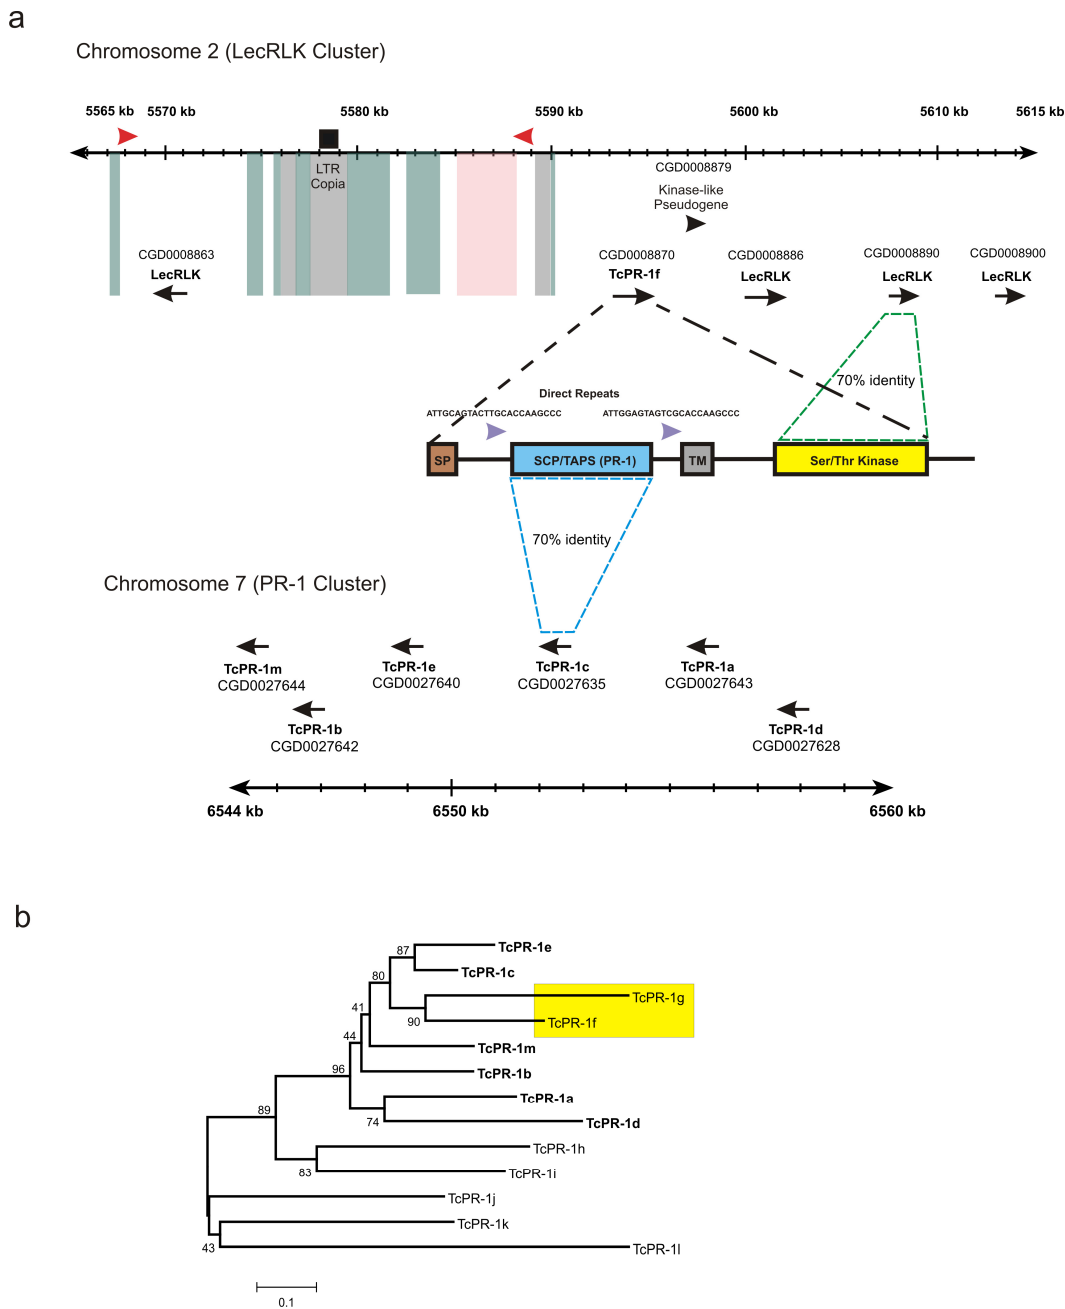 a
Chromosome 2 (LecRLK Cluster)
5565 kb 5570 kb 5580 kb 5590 kb 5600 kb 5610 kb 5615 kb
LTR
Copia
CGD0008879
Kinase-like
Pseudogene
CGD0008863
LecRLK
CGD0008870
TcPR-1f
CGD0008886
LecRLK
CGD0008890
LecRLK
CGD0008900
LecRLK
70% identity
Direct Repeats
ATTGCAGTACTTGCACCAAGCCC ATTGGAGTAGTCGCACCAAGCCC
SP SCP/TAPS (PR-1) TM Ser/Thr Kinase
70% identity
Chromosome 7 (PR-1 Cluster)
TcPR-1m
CGD0027644
TcPR-1e
CGD0027640
TcPR-1c
CGD0027635
TcPR-1a
CGD0027643
TcPR-1b
CGD0027642
TcPR-1d
CGD0027628
6544 kb 6550 kb 6560 kb
b
87 TcPR-1e
TcPR-1c
80
TcPR-1g
41
90 TcPR-1f
44 TcPR-1m
96 TcPR-1b
TcPR-1a
89 74 TcPR-1d
TcPR-1h
83 TcPR-1i
TcPR-1j
TcPR-1k
43 TcPR-1l
0.1